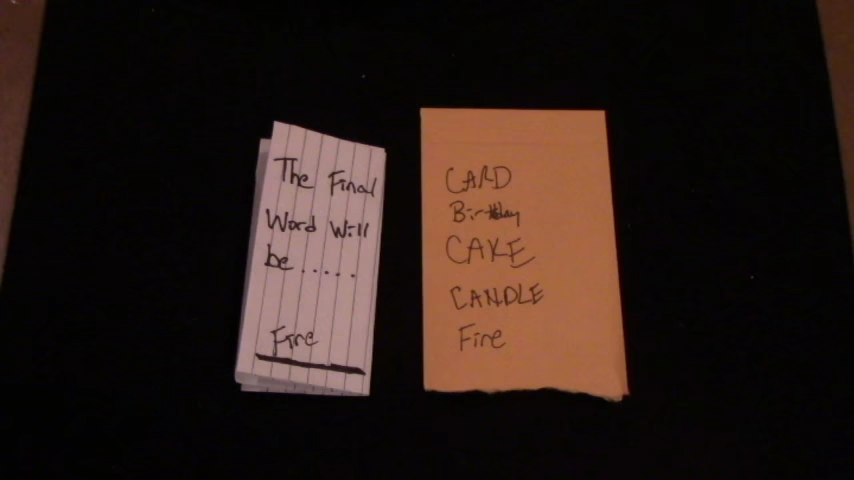 The Final
Word Will
be.....
Fire
CARD
Birthday
CAKE
CANDLE
Fire